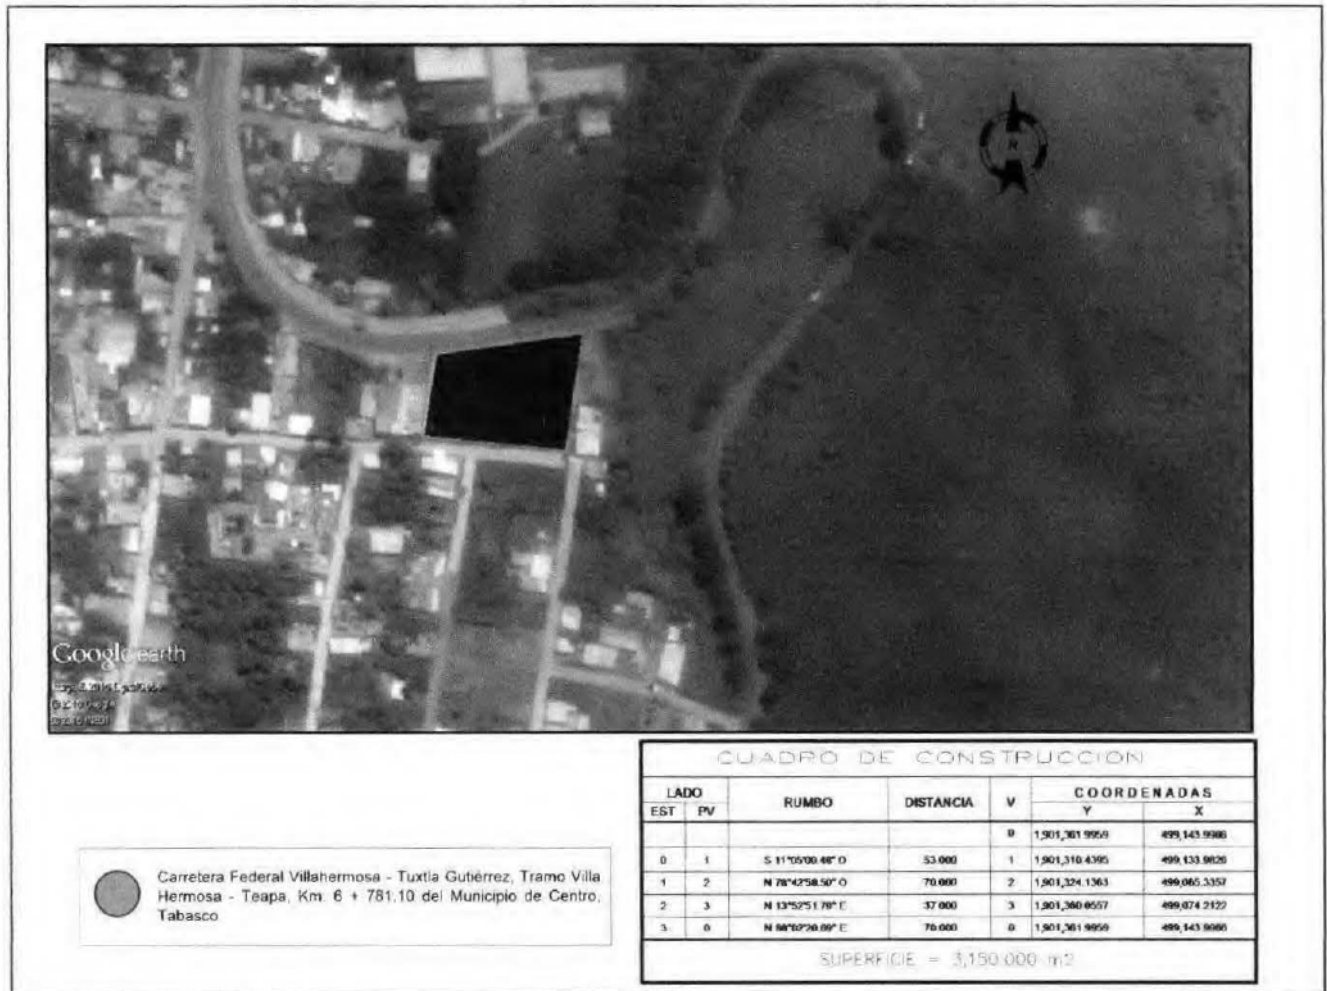 R
Google earth
CUADRO DE CONSTRUCCION
LADO RUMBO DISTANCIA V COORDENADAS
EST PV Y X
0 1,901,361.9959 499,143.9986
0 1 S 11°05'00.48" O 53.000 1 1,901,310.4395 499,133.9826
1 2 N 78°42'58.50" O 70.000 2 1,901,324.1363 499,065.3357
2 3 N 13°52'51.78" E 37.000 3 1,901,360.0557 499,074.2122
3 0 70.000 0 1,901,361.9959 499,143.9986
SUPERFICIE = 3,150.000 m2
Carretera Federal Villahermosa - Tuxtla Gutiérrez, Tramo Villa
Hermosa - Teapa, Km. 6 + 781.10 del Municipio de Centro,
Tabasco